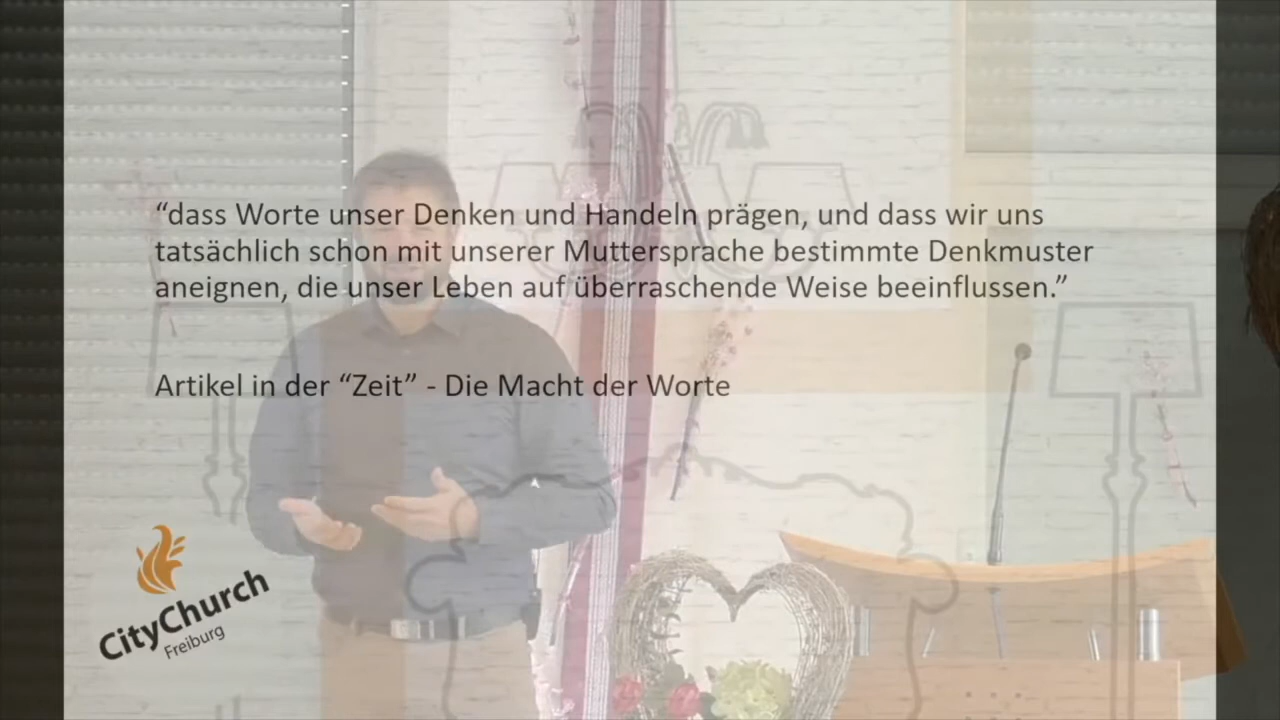 “dass Worte unser Denken und Handeln prägen, und dass wir uns
tatsächlich schon mit unserer Muttersprache bestimmte Denkmuster
aneignen, die unser Leben auf überraschende Weise beeinflussen.”
Artikel in der “Zeit” - Die Macht der Worte
CityChurch
Freiburg